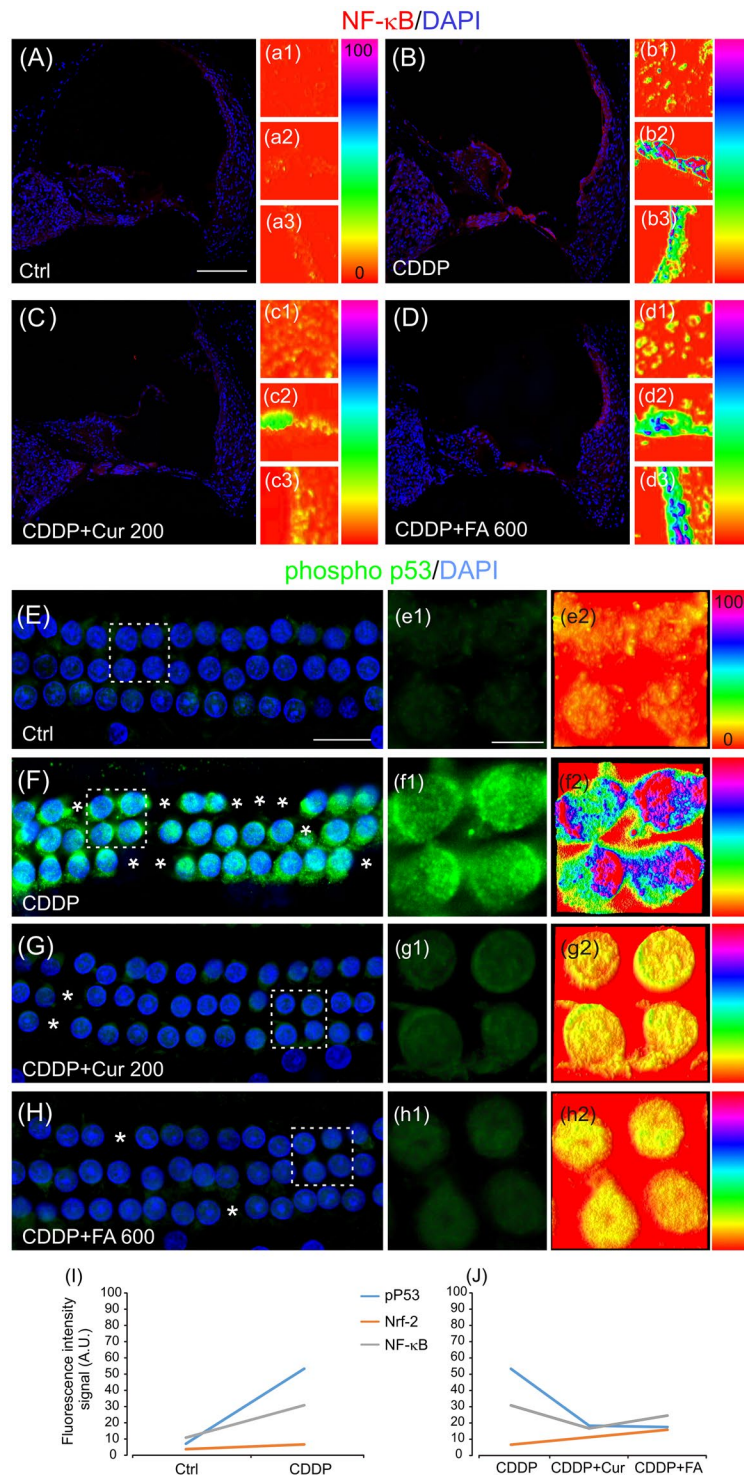 NF-κB/DAPI
(A)
(a1)
100
(B)
(b1)
(a2)
(b2)
(a3)
(b3)
Ctrl
0
CDDP
(C)
(c1)
(D)
(d1)
(c2)
(d2)
(c3)
(d3)
CDDP+Cur 200
CDDP+FA 600
phospho p53/DAPI
(E)
(e1)
(e2)
100
Ctrl
0
(F)
(f1)
(f2)
* * * * *
*
* * *
CDDP
(G)
(g1)
(g2)
*
*
CDDP+Cur 200
(H)
(h1)
(h2)
*
*
CDDP+FA 600
(I)
(J)
Fluorescence intensity
signal (A.U.)
100
90
80
70
60
50
40
30
20
10
0
Ctrl
CDDP
pP53
Nrf-2
NF-κB
100
90
80
70
60
50
40
30
20
10
0
CDDP
CDDP+Cur
CDDP+FA